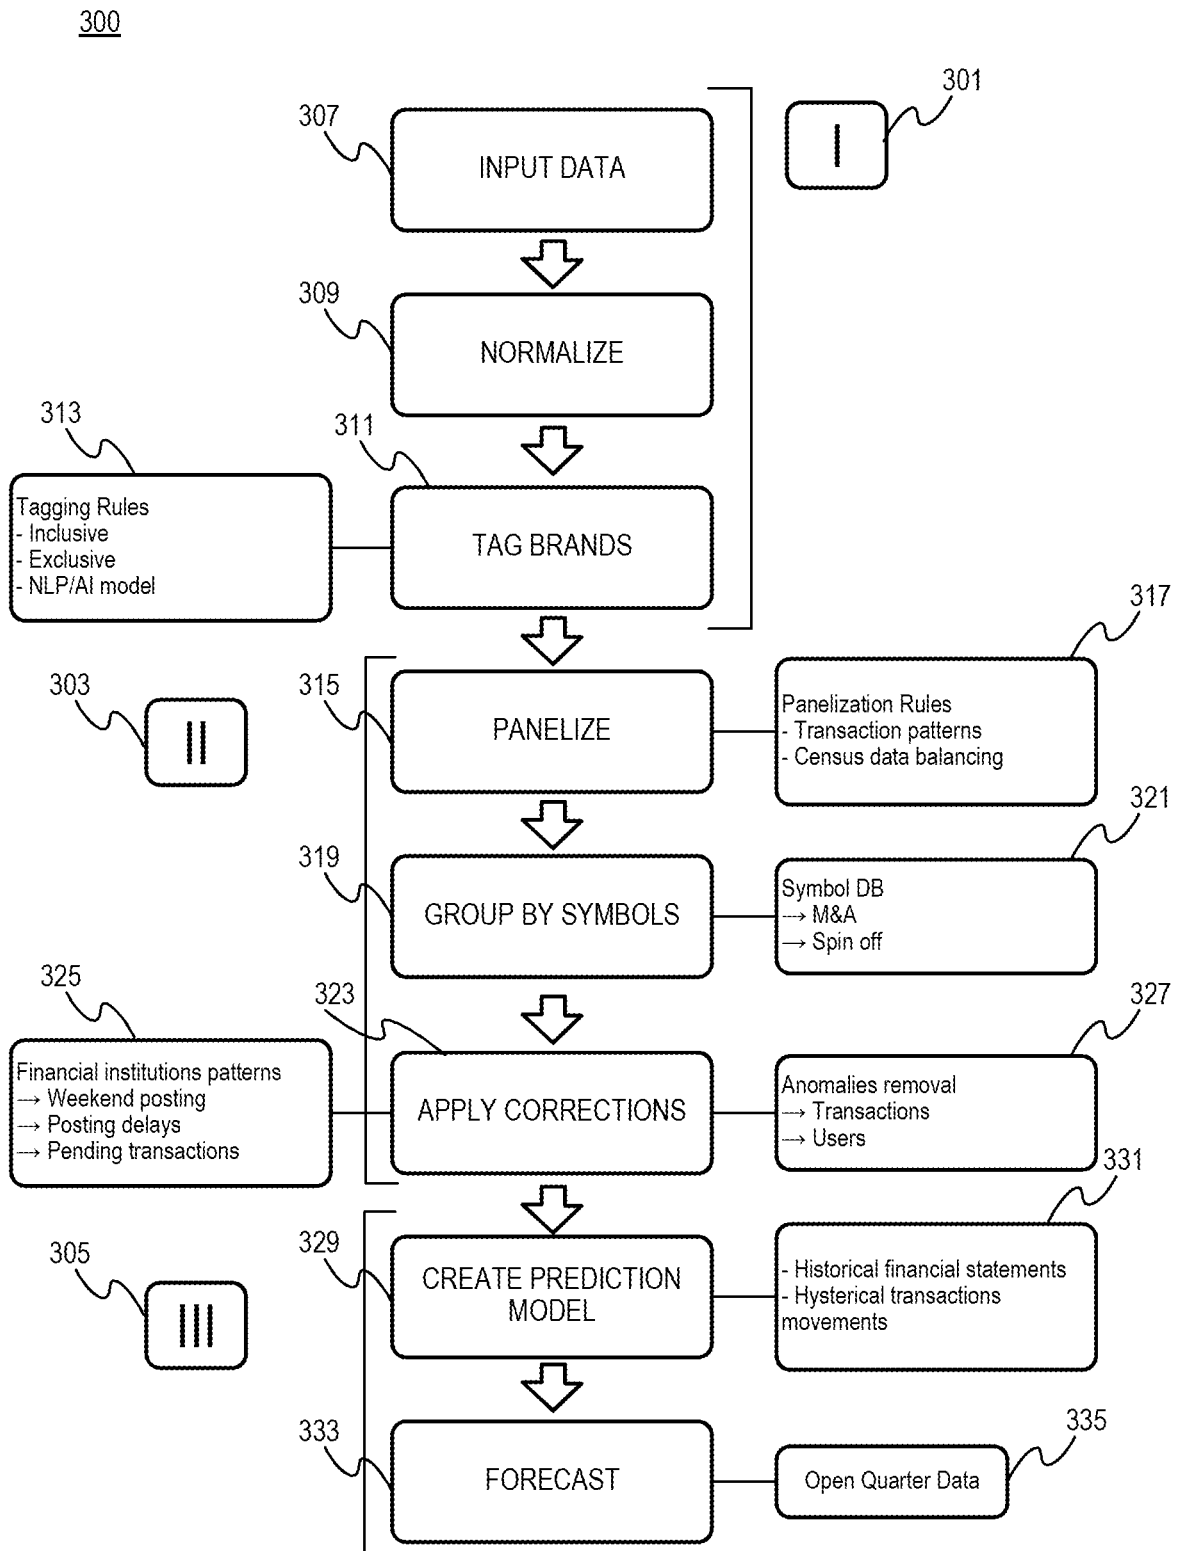 300
301
I
307
INPUT DATA
309
NORMALIZE
313
311
Tagging Rules
- Inclusive
- Exclusive
- NLP/AI model
TAG BRANDS
317
303
II
315
PANELIZE
Panelization Rules
- Transaction patterns
- Census data balancing
321
319
GROUP BY SYMBOLS
Symbol DB
→ M&A
→ Spin off
325
323
327
Financial institutions patterns
→ Weekend posting
→ Posting delays
→ Pending transactions
APPLY CORRECTIONS
Anomalies removal
→ Transactions
→ Users
331
305
III
329
CREATE PREDICTION
MODEL
- Historical financial statements
- Hysterical transactions
movements
333
FORECAST
335
Open Quarter Data